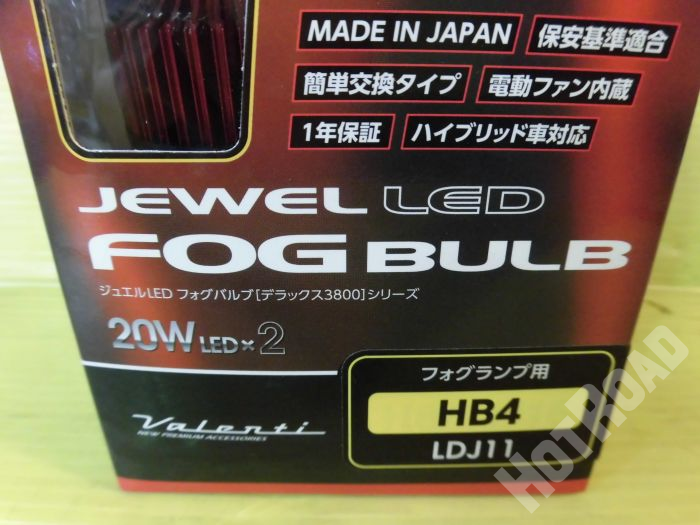 MADE IN JAPAN
保安基準適合
簡単交換タイプ
電動ファン内蔵
1年保証
ハイブリッド車対応
JEWEL LED
FOG BULB
ジュエルLED フォグバルブ[デラックス3800]シリーズ
20W LED×2
フォグランプ用
HB4
LDJ11
Valenti
NEW PREMIUM ACCESSORIES
HOTROAD